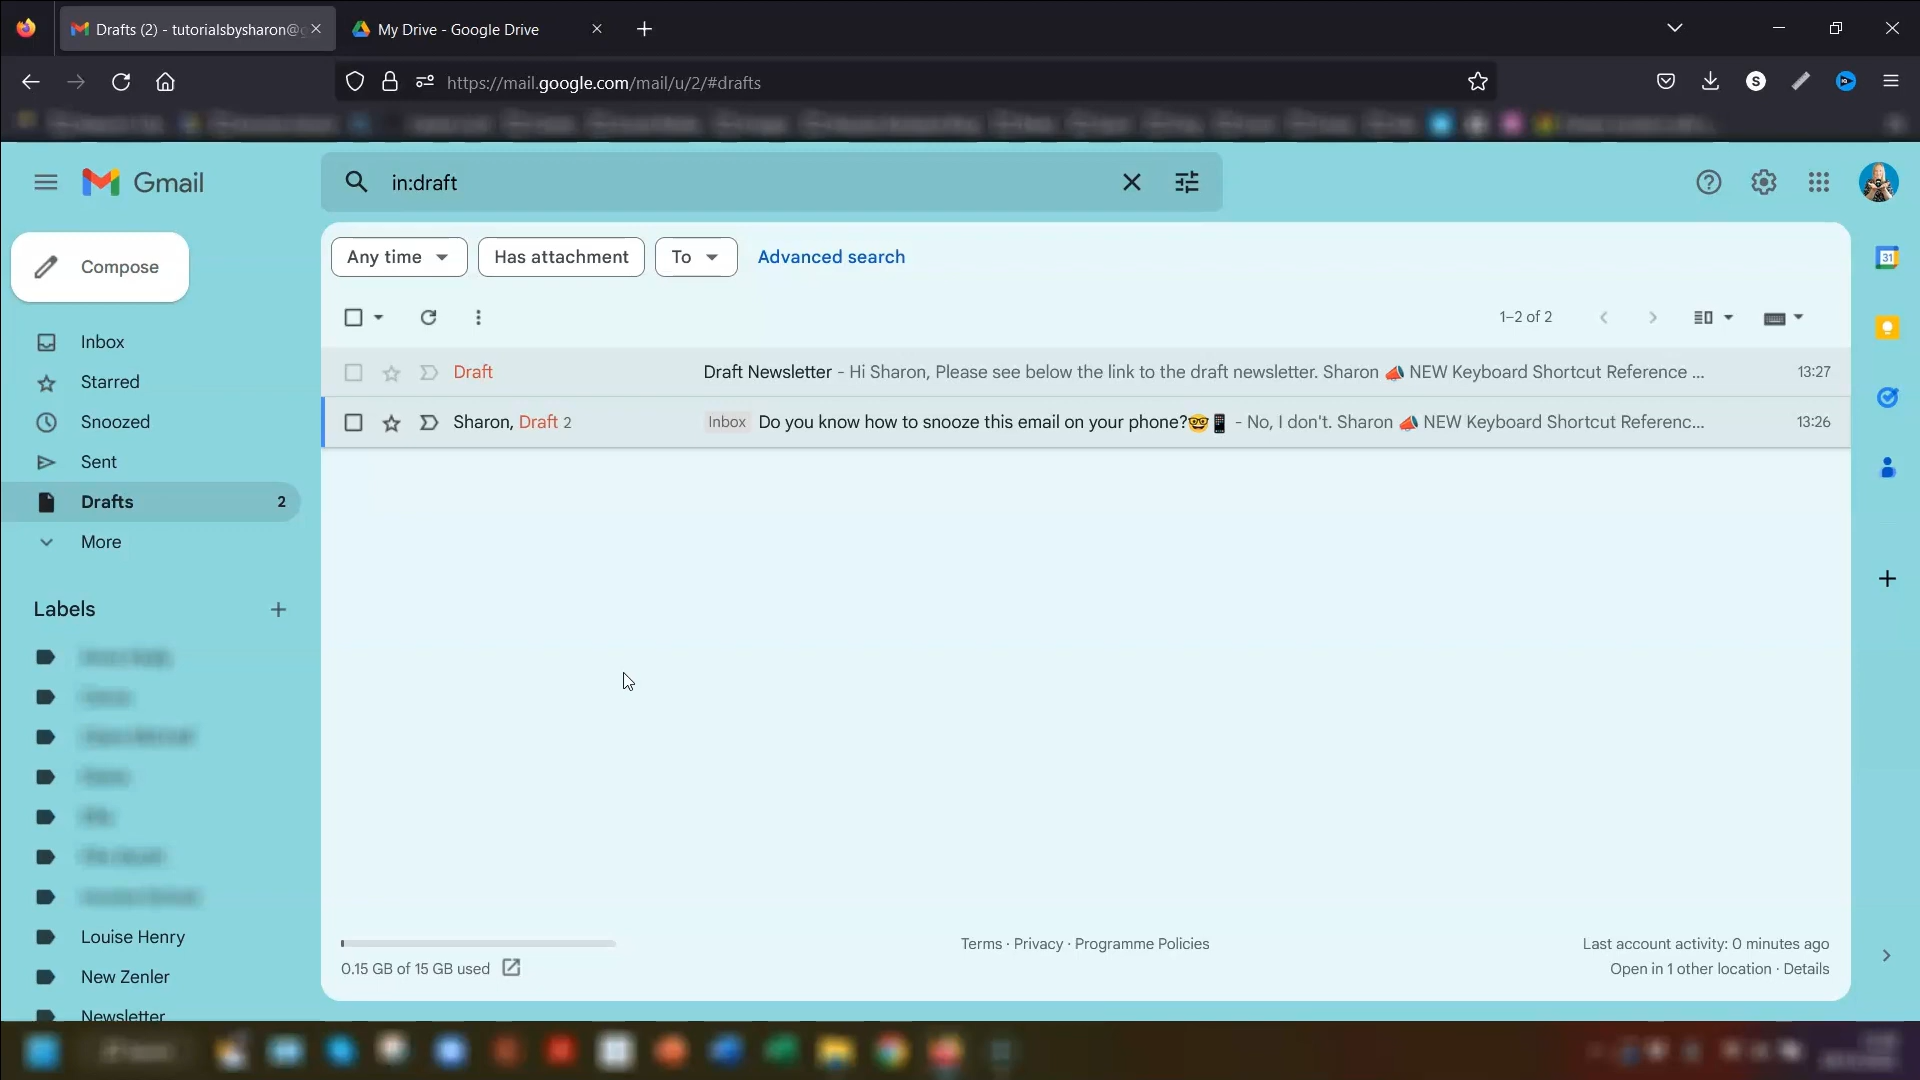 Drafts (2) - tutorialsbysharon@
My Drive - Google Drive
https://mail.google.com/mail/u/2/#drafts
Gmail
in:draft
Compose
Any time
Has attachment
To
Advanced search
1–2 of 2
Inbox
Starred
Snoozed
Sent
Drafts 2
More
Draft Draft Newsletter - Hi Sharon, Please see below the link to the draft newsletter. Sharon 📣 NEW Keyboard Shortcut Reference ... 13:27
Sharon, Draft 2 Inbox Do you know how to snooze this email on your phone?🤓📱 - No, I don't. Sharon 📣 NEW Keyboard Shortcut Referenc... 13:26
31
Labels
Louise Henry
New Zenler
Newsletter
0.15 GB of 15 GB used
Terms · Privacy · Programme Policies
Last account activity: 0 minutes ago
Open in 1 other location · Details